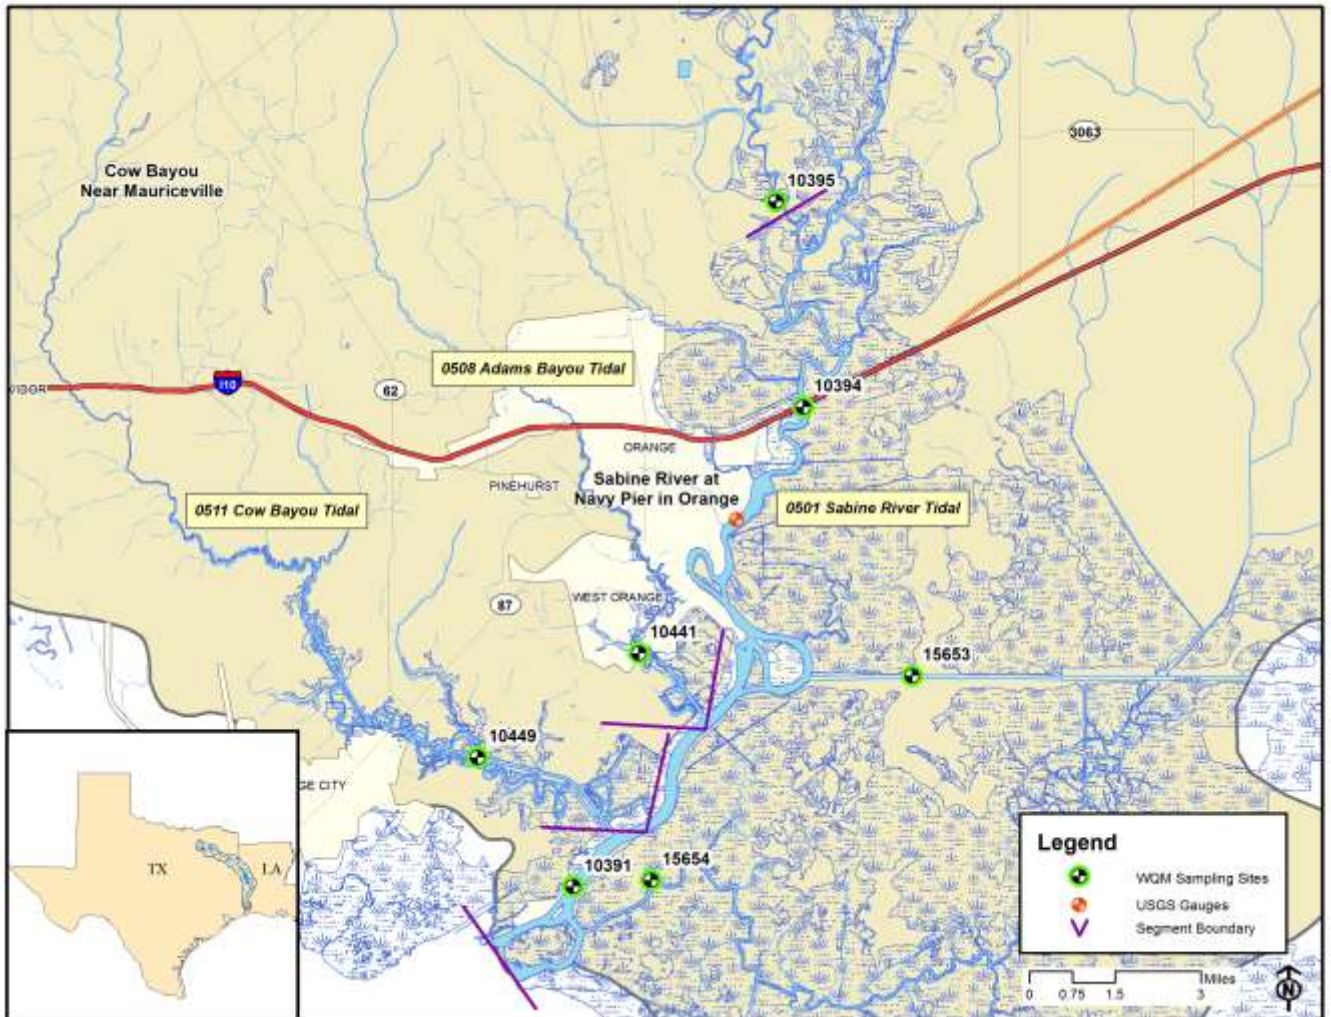 3063
Cow Bayou
Near Mauriceville
10395
0508 Adams Bayou Tidal
10394
VIDOR
I10
62
ORANGE
PINEHURST
Sabine River at
Navy Pier in Orange
0511 Cow Bayou Tidal
0501 Sabine River Tidal
87
WEST ORANGE
10441
15653
10449
GE CITY
TX
LA
10391
15654
Legend
WQM Sampling Sites
USGS Gauges
Segment Boundary
Miles
0 0.75 1.5 3
N